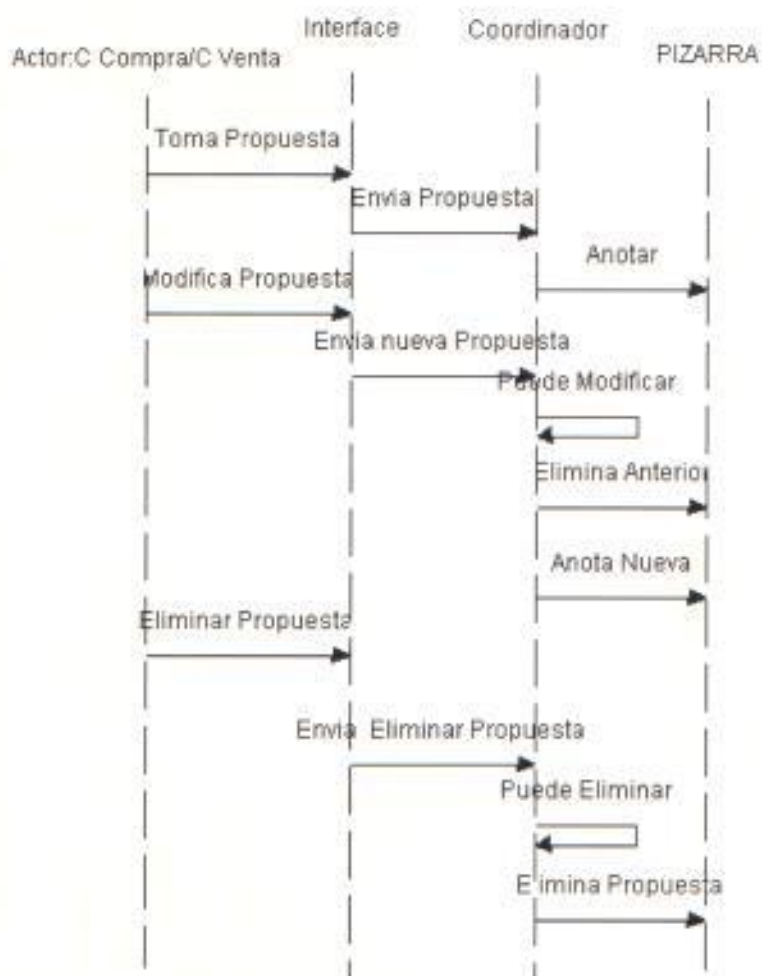 Interface
Coordinador
Actor:C Compra/C Venta
PIZARRA
Toma Propuesta
Envia Propuesta
Anotar
Modifica Propuesta
Envia nueva Propuesta
Puede Modificar
Elimina Anterior
Anota Nueva
Eliminar Propuesta
Envia Eliminar Propuesta
Puede Eliminar
Elimina Propuesta